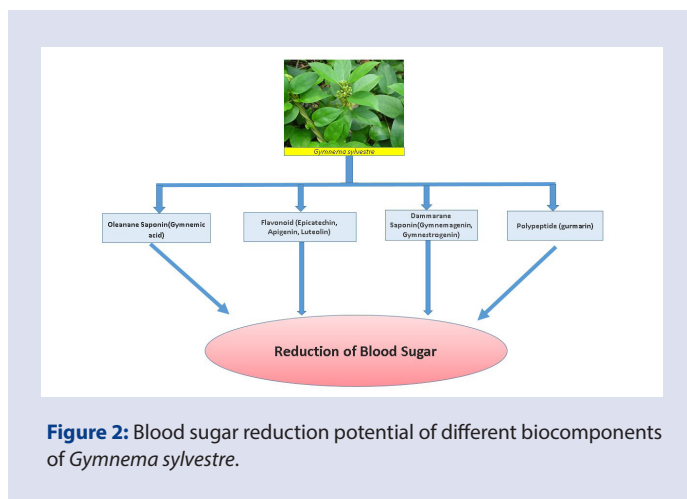 Gymnema sylvestre
Oleanane Saponin(Gymnemic
acid)
Flavonoid (Epicatechin,
Apigenin, Luteolin)
Dammarane
Saponin(Gymnemagenin,
Gymnestrogenin)
Polypeptide (gurmarin)
Reduction of Blood Sugar
Figure 2: Blood sugar reduction potential of different biocomponents
of Gymnema sylvestre.